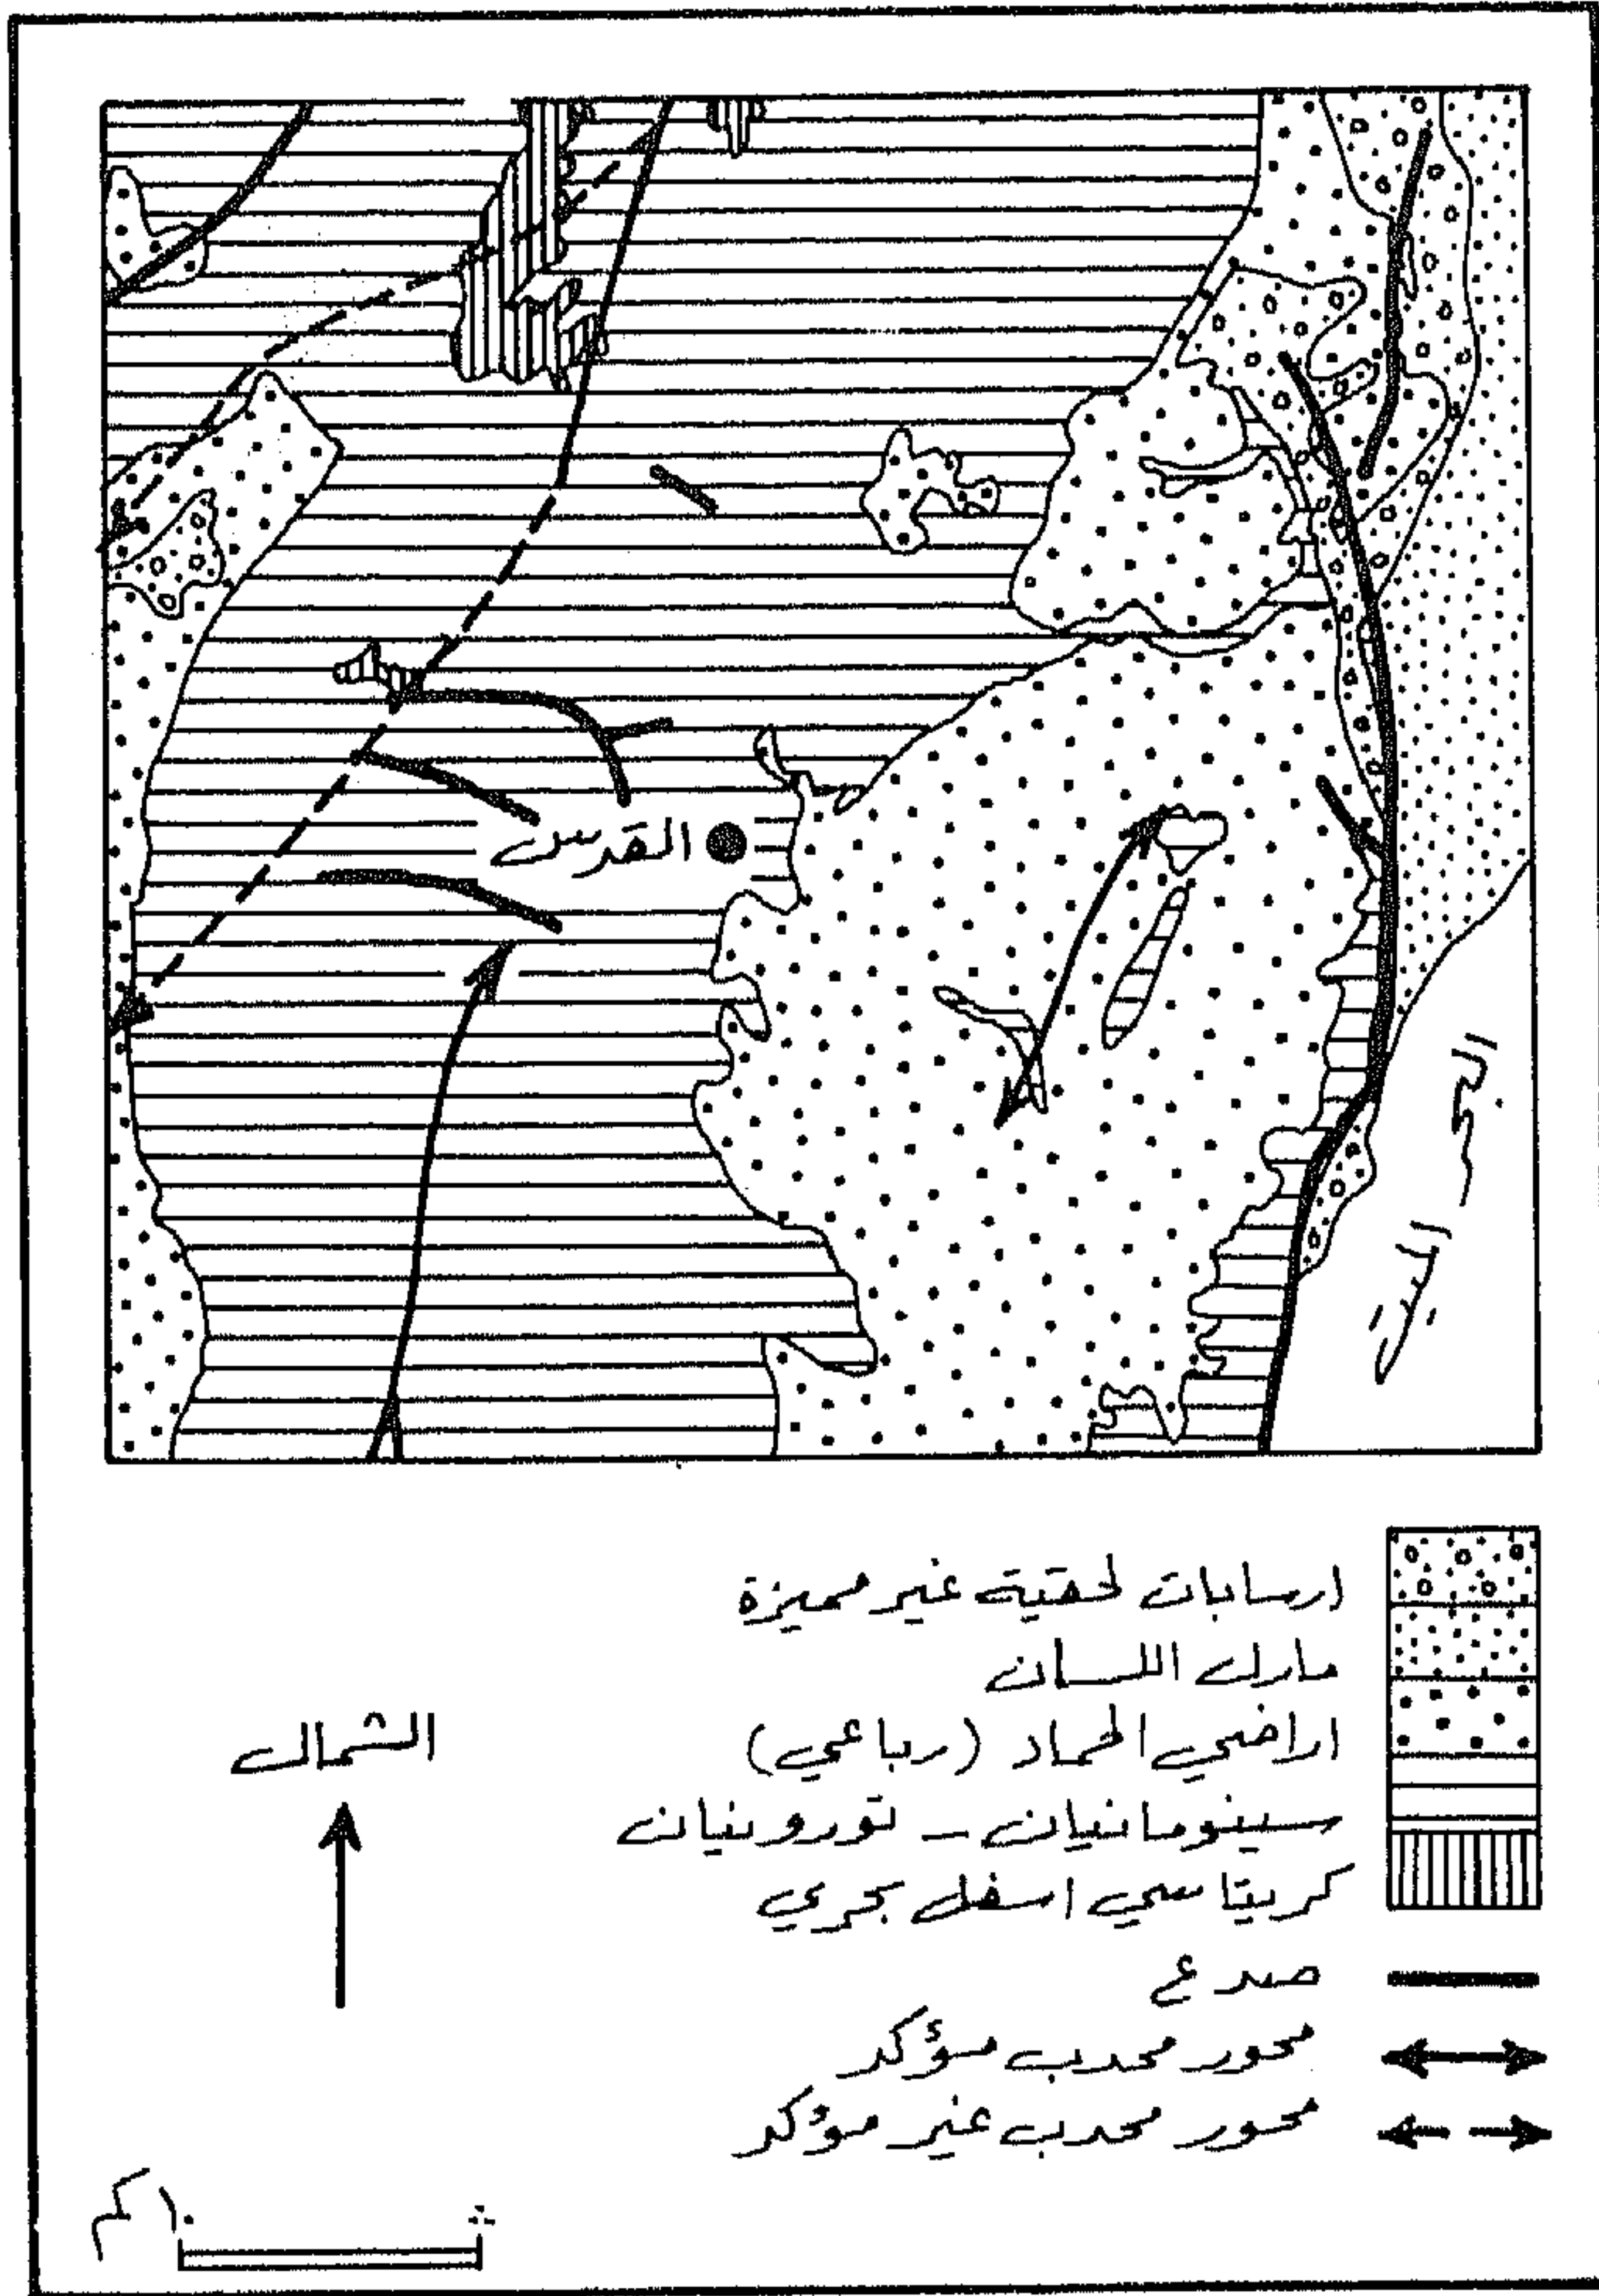 القدس
البحر
الميت
ارسابات لحقية غير مميزة
مارل اللسان
اراضي الحماد (رباعي)
سينومانيان - تورونيان
كريتاسي اسفل بحري
صدع
محور محدب مؤكد
محور محدب غير مؤكد
الشمال
١٠ كم